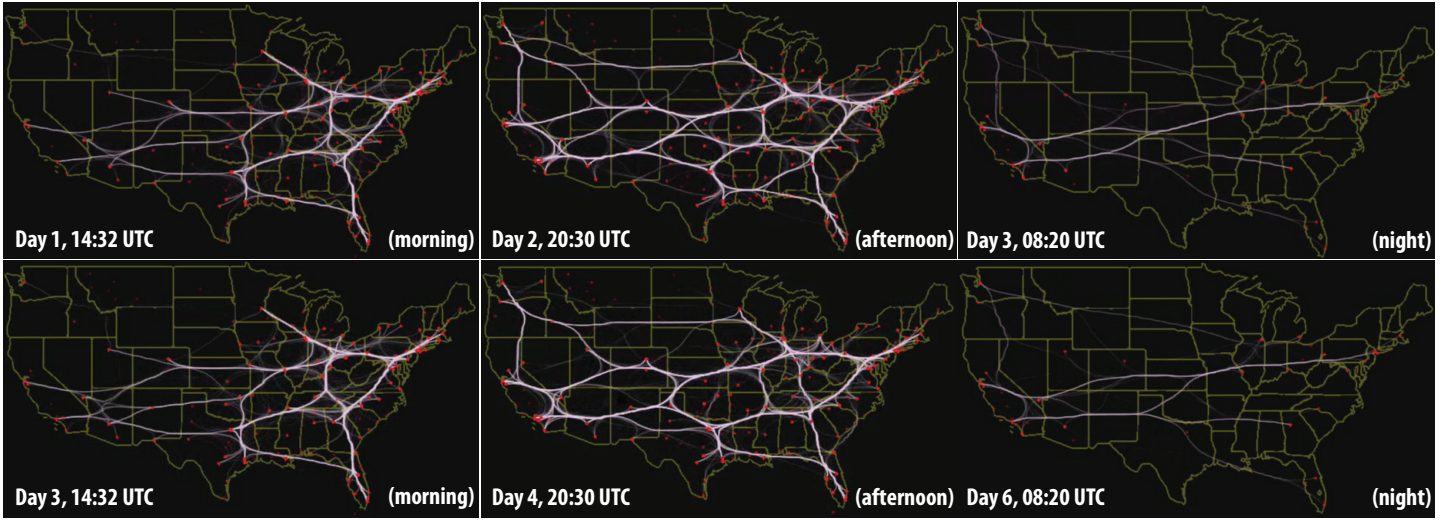 Day 1, 14:32 UTC (morning)
Day 2, 20:30 UTC (afternoon)
Day 3, 08:20 UTC (night)
Day 3, 14:32 UTC (morning)
Day 4, 20:30 UTC (afternoon)
Day 6, 08:20 UTC (night)